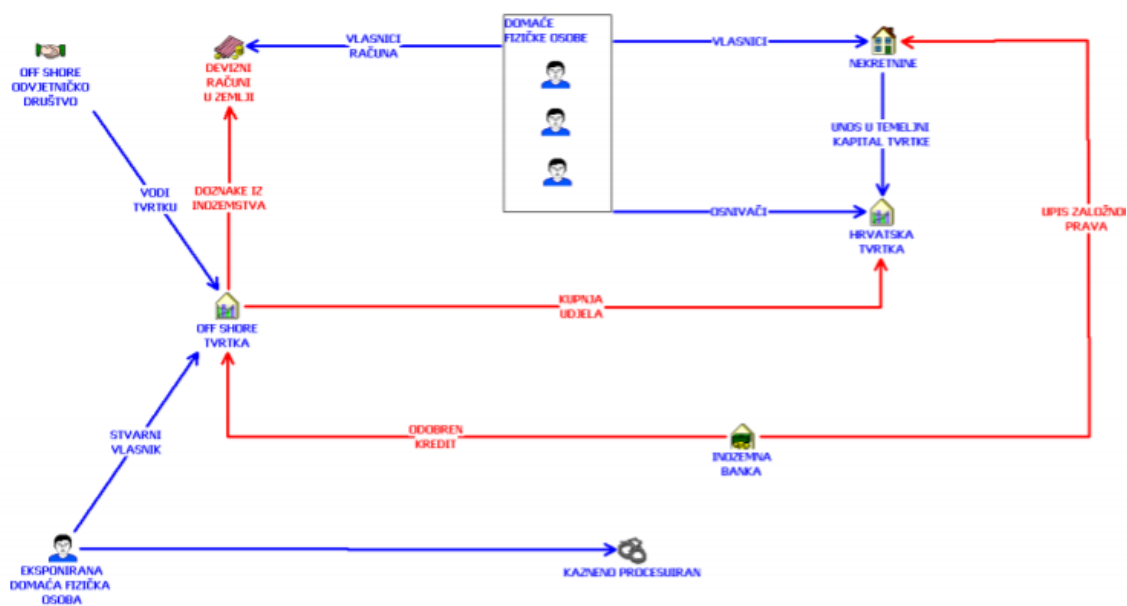 DOMAĆE
FIZIČKE OSOBE
VLASNICI
RAČUNA
VLASNICI
OFF SHORE
ODVJETNIČKO
DRUŠTVO
DEVIZNI
RAČUNI
U ZEMLJI
NEKRETNINE
UNOS U TEMELJNI
KAPITAL TVRTKE
VODI
TVRTKU
DOZNAKE IZ
INOZEMSTVA
OSNIVAČI
UPIS ZALOŽNO
PRAVA
HRVATSKA
TVRTKA
KUPNJA
UDJELA
OFF SHORE
TVRTKA
STVARNI
VLASNIK
ODOBREN
KREDIT
INOZEMNA
BANKA
EKSPONIRANA
DOMAĆA FIZIČKA
OSOBA
KAZNENO PROCESUIRAN